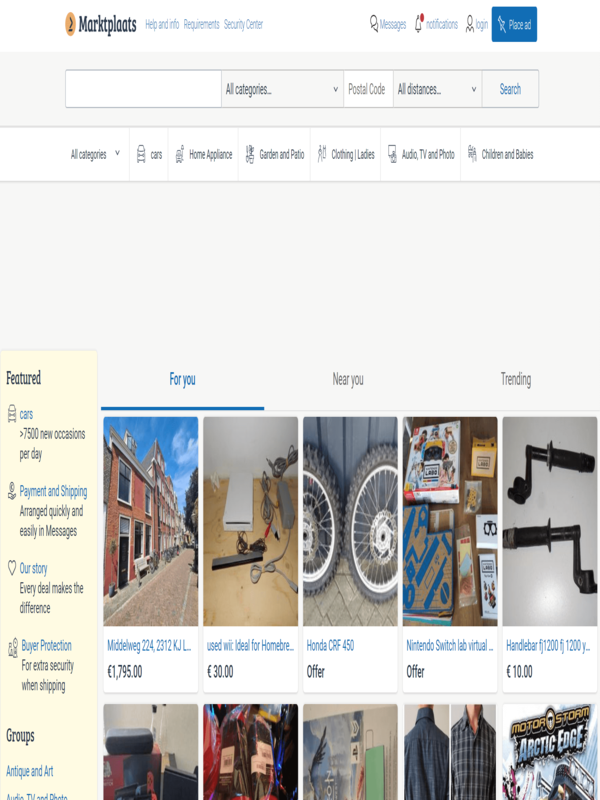 Marktplaats Help and info Requirements Security Center Messages notifications login Place ad
All categories... Postal Code All distances... Search
All categories cars Home Appliance Garden and Patio Clothing | Ladies Audio, TV and Photo Children and Babies
Featured
cars
>7500 new occasions
per day
Payment and Shipping
Arranged quickly and
easily in Messages
Our story
Every deal makes the
difference
Buyer Protection
For extra security
when shipping
Groups
Antique and Art
Audio, TV and Photo
For you Near you Trending
LABO
Middelweg 224, 2312 KJ L... used wii: Ideal for Homebre... Honda CRF 450 Nintendo Switch lab virtual ... Handlebar fj1200 fj 1200 y...
€1,795.00 € 30.00 Offer Offer € 10.00
MOTORSTORM
ARCTIC EDGE